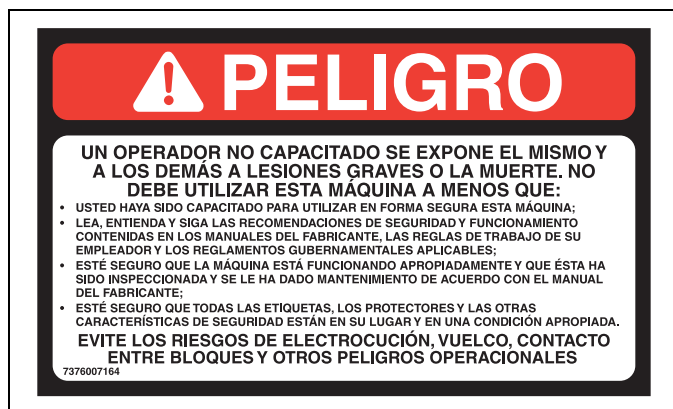 PELIGRO
UN OPERADOR NO CAPACITADO SE EXPONE EL MISMO Y
A LOS DEMÁS A LESIONES GRAVES O LA MUERTE. NO
DEBE UTILIZAR ESTA MÁQUINA A MENOS QUE:
• USTED HAYA SIDO CAPACITADO PARA UTILIZAR EN FORMA SEGURA ESTA MÁQUINA;
• LEA, ENTIENDA Y SIGA LAS RECOMENDACIONES DE SEGURIDAD Y FUNCIONAMIENTO
CONTENIDAS EN LOS MANUALES DEL FABRICANTE, LAS REGLAS DE TRABAJO DE SU
EMPLEADOR Y LOS REGLAMENTOS GUBERNAMENTALES APLICABLES;
• ESTÉ SEGURO QUE LA MÁQUINA ESTÁ FUNCIONANDO APROPIADAMENTE Y QUE ÉSTA HA
SIDO INSPECCIONADA Y SE LE HA DADO MANTENIMIENTO DE ACUERDO CON EL MANUAL
DEL FABRICANTE;
• ESTÉ SEGURO QUE TODAS LAS ETIQUETAS, LOS PROTECTORES Y LAS OTRAS
CARACTERÍSTICAS DE SEGURIDAD ESTÁN EN SU LUGAR Y EN UNA CONDICIÓN APROPIADA.
EVITE LOS RIESGOS DE ELECTROCUCIÓN, VUELCO, CONTACTO
ENTRE BLOQUES Y OTROS PELIGROS OPERACIONALES
7376007164